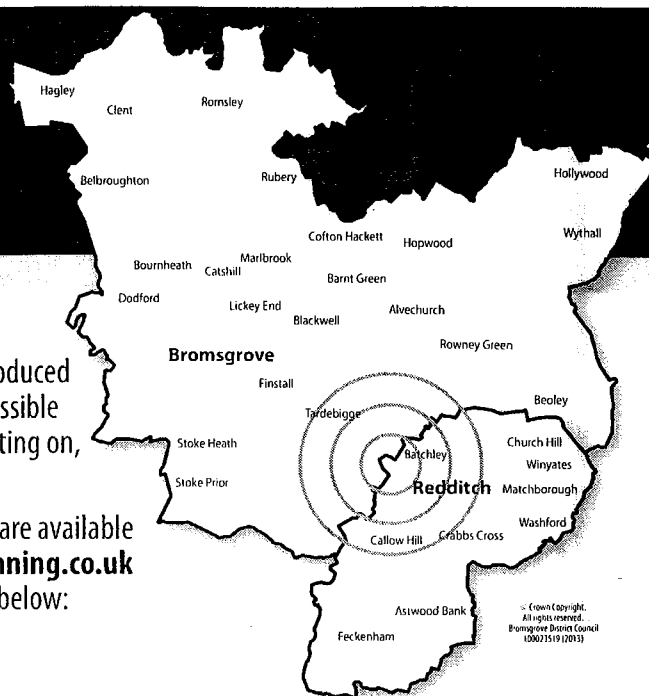 Hagley
Clent
Romsley
Belbroughton
Rubery
Hollywood
Cofton Hackett
Hopwood
Wythall
Bournheath
Catshill
Marlbrook
Barnt Green
Dodford
Lickey End
Blackwell
Alvechurch
Rowney Green
Bromsgrove
Finstall
Tardebigge
Beoley
Stoke Heath
Batchley
Church Hill
Winyates
Stoke Prior
Redditch
Matchborough
Washford
Callow Hill
Crabbs Cross
Astwood Bank
Feckenham
oduced
ssible
ting on,
are available
nning.co.uk
below:
© Crown Copyright.
All rights reserved.
Bromsgrove District Council
100023519 (2013)